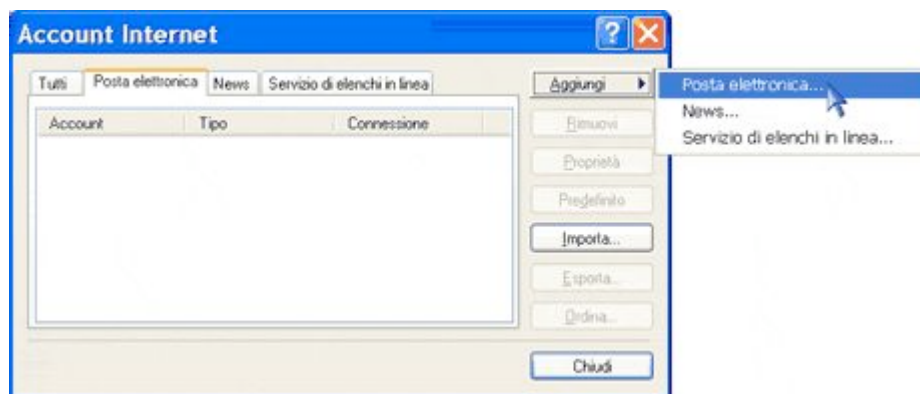 Account Internet
Tutti Posta elettronica News Servizio di elenchi in linea
Account Tipo Connessione
Aggiungi
Rimuovi
Proprietà
Predefinito
Importa...
Esporta...
Ordina...
Chiudi
Posta elettronica...
News...
Servizio di elenchi in linea...